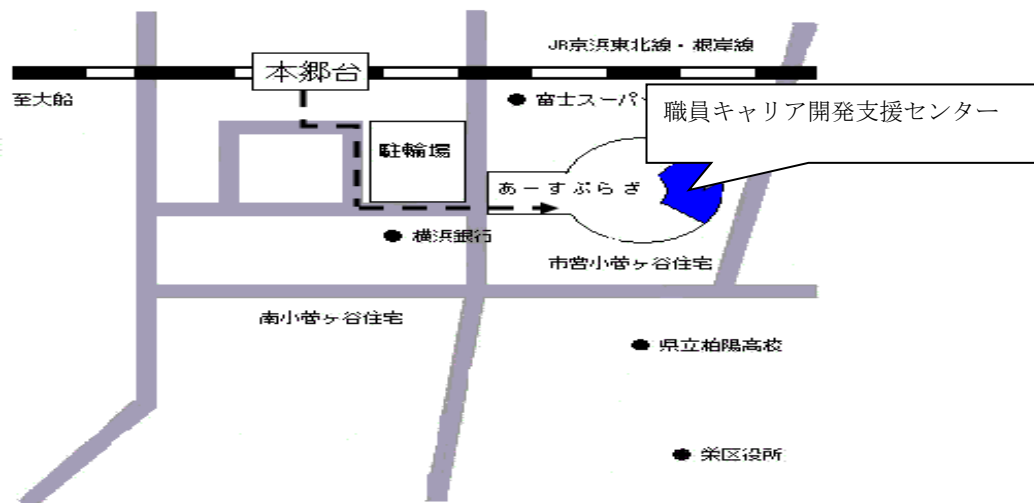 JR京浜東北線・根岸線
本郷台
至大船
富士スーパー
職員キャリア開発支援センター
駐輪場
あーすぷらざ
横浜銀行
市営小菅ヶ谷住宅
南小菅ヶ谷住宅
県立柏陽高校
栄区役所